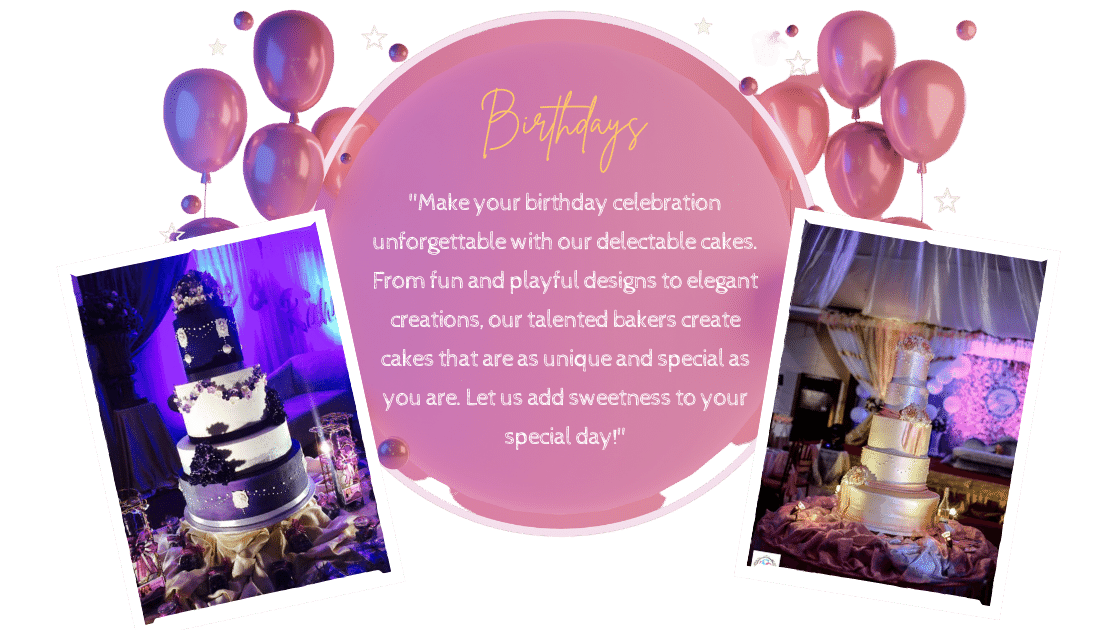 Birthdays
"Make your birthday celebration
unforgettable with our delectable cakes.
From fun and playful designs to elegant
creations, our talented bakers create
cakes that are as unique and special as
you are. Let us add sweetness to your
special day!"